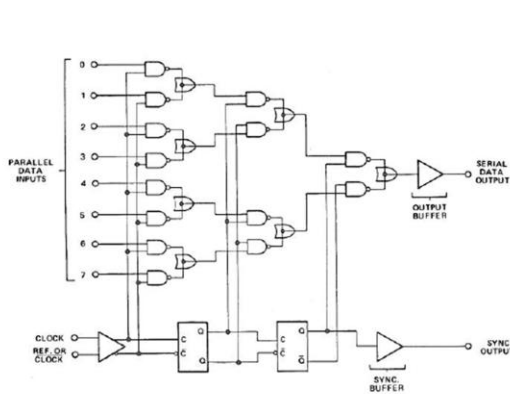 0
1
2
3
4
5
6
7
PARALLEL
DATA
INPUTS
SERIAL
DATA
OUTPUT
OUTPUT
BUFFER
CLOCK
REF. OR
CLOCK
C
Q
C
Q
C
Q
C
Q
SYNC
OUTPUT
SYNC.
BUFFER